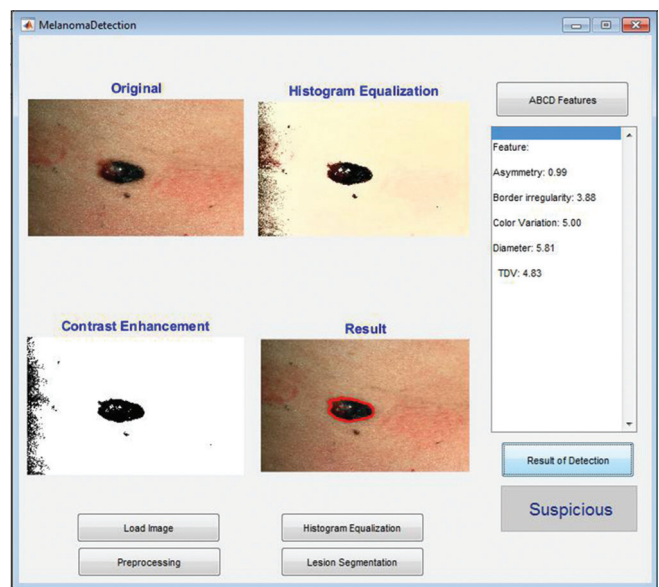 MelanomaDetection
Original
Histogram Equalization
ABCD Features
Feature:
Asymmetry: 0.99
Border irregularity: 3.88
Color Variation: 5.00
Diameter: 5.81
TDV: 4.83
Contrast Enhancement
Result
Result of Detection
Suspicious
Load Image
Histogram Equalization
Preprocessing
Lesion Segmentation